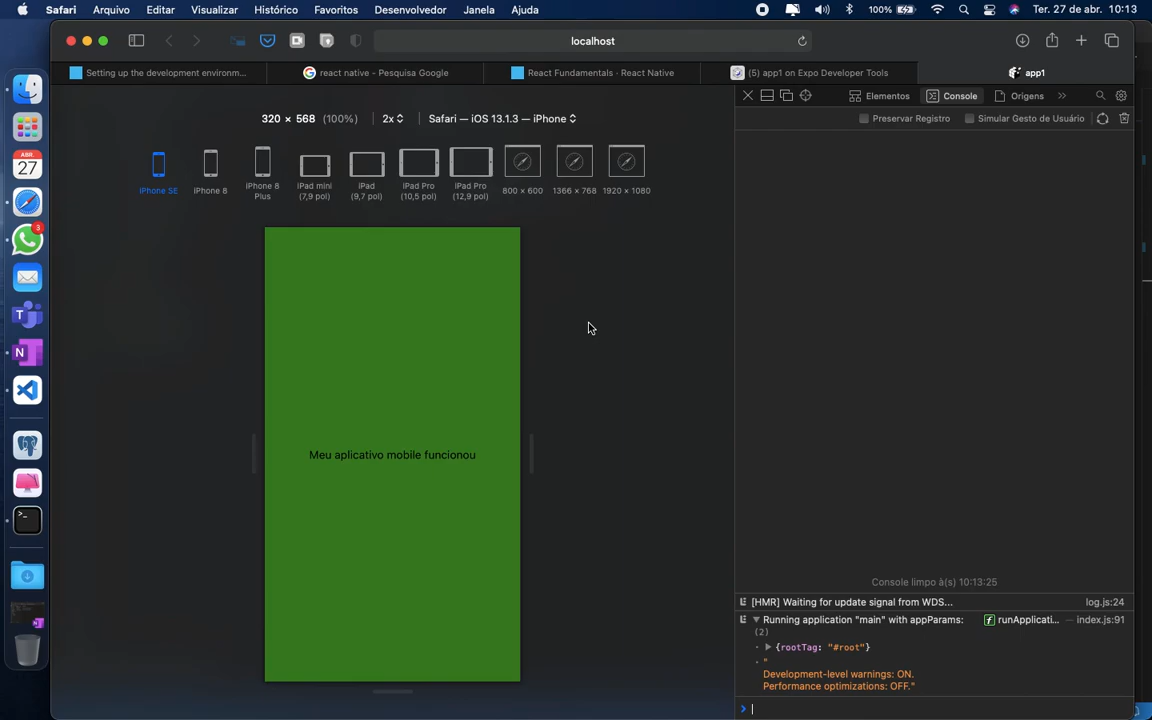 Safari Arquivo Editar Visualizar Histórico Favoritos Desenvolvedor Janela Ajuda 100% Ter. 27 de abr. 10:13
localhost
Setting up the development environm... react native - Pesquisa Google React Fundamentals · React Native (5) app1 on Expo Developer Tools app1
Elementos Console Origens
320 × 568 (100%) 2x Safari — iOS 13.1.3 — iPhone
Preservar Registro Simular Gesto de Usuário
iPhone SE iPhone 8 iPhone 8 Plus iPad mini (7,9 pol) iPad (9,7 pol) iPad Pro (10,5 pol) iPad Pro (12,9 pol) 800 × 600 1366 × 768 1920 × 1080
ABR
27
3
Meu aplicativo mobile funcionou
Console limpo à(s) 10:13:25
[HMR] Waiting for update signal from WDS... log.js:24
Running application "main" with appParams: runApplicati... — index.js:91
(2)
{rootTag: "#root"}
"
Development-level warnings: ON.
Performance optimizations: OFF."